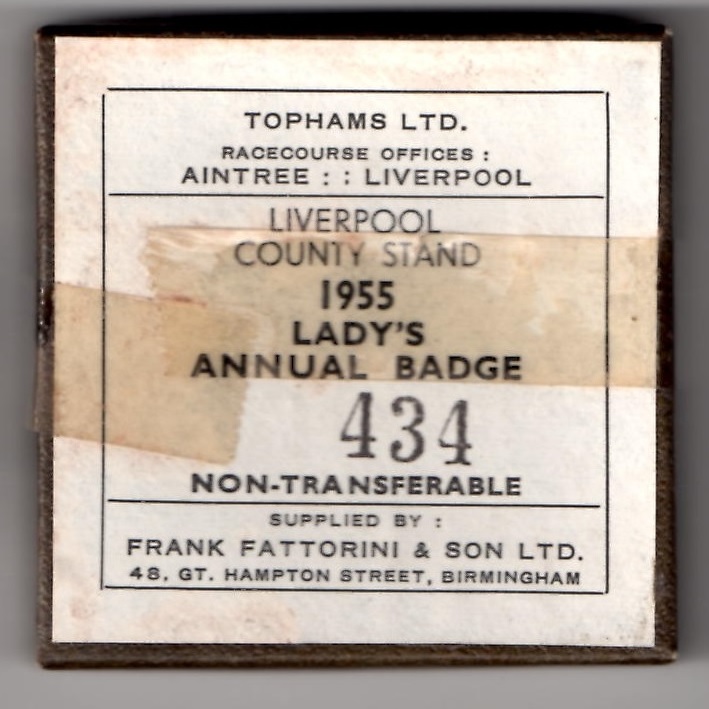 TOPHAMS LTD.
RACECOURSE OFFICES :
AINTREE : : LIVERPOOL
LIVERPOOL
COUNTY STAND
1955
LADY'S
ANNUAL BADGE
434
NON-TRANSFERABLE
SUPPLIED BY :
FRANK FATTORINI & SON LTD.
48, GT. HAMPTON STREET, BIRMINGHAM